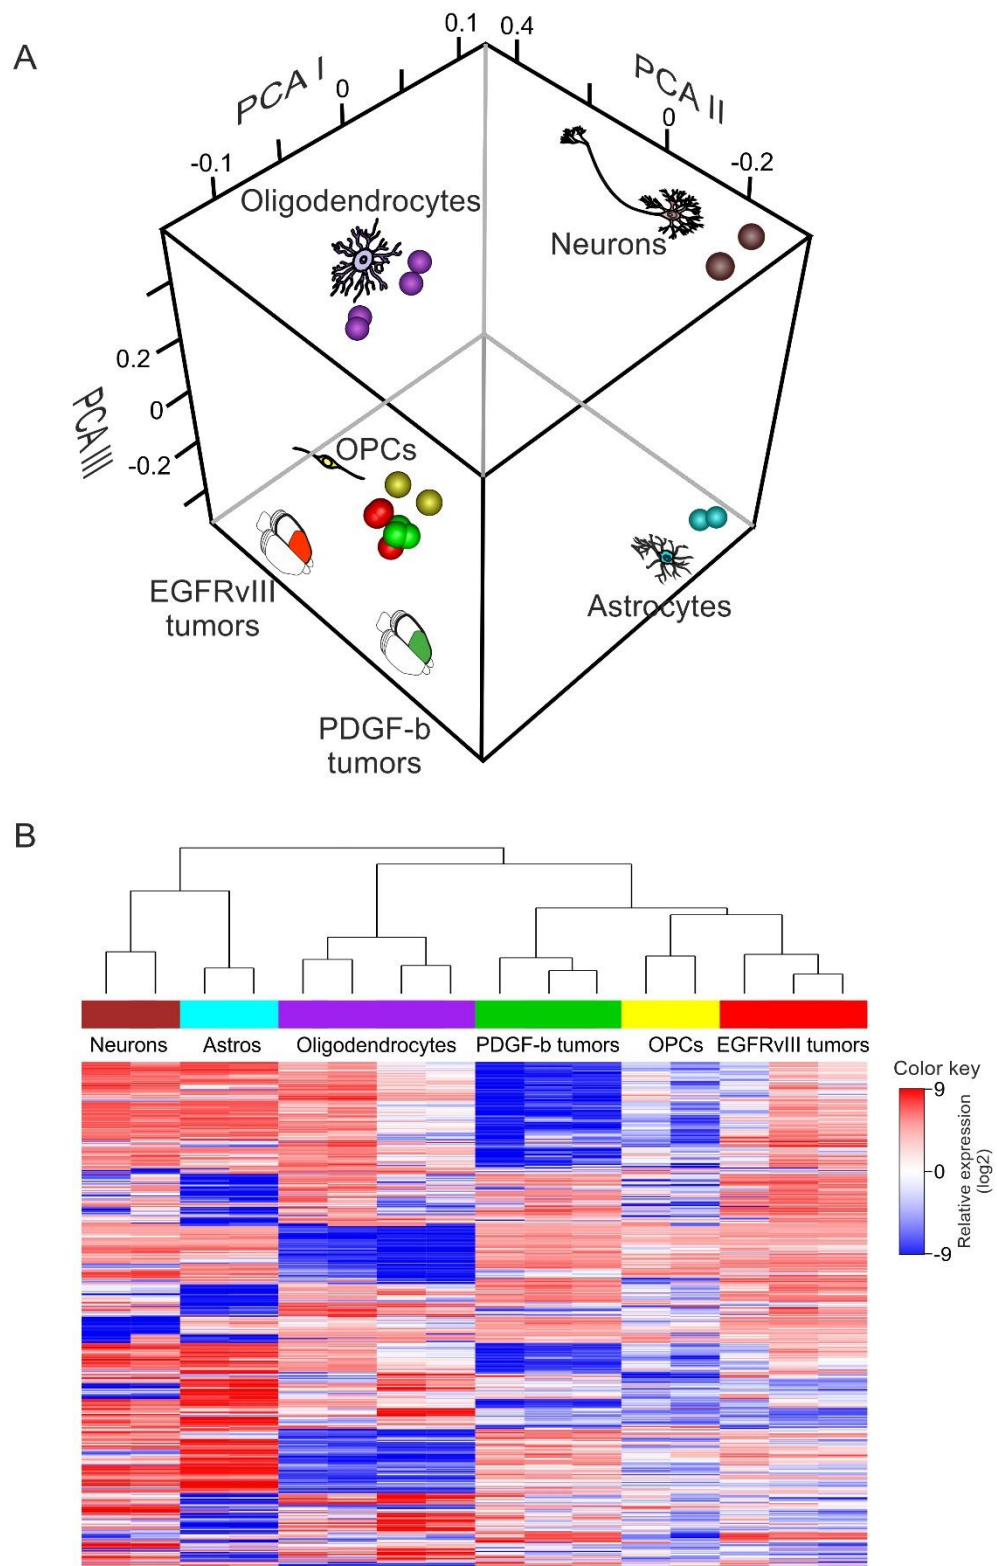 A
PCA I
-0.1
0
0.1
PCA II
0.4
0
-0.2
PCA III
0.2
0
-0.2
Oligodendrocytes
Neurons
OPCs
EGFRvIII
tumors
Astrocytes
PDGF-b
tumors
B
Neurons Astros Oligodendrocytes PDGF-b tumors OPCs EGFRvIII tumors
Color key
9
0
-9
Relative expression
(log2)